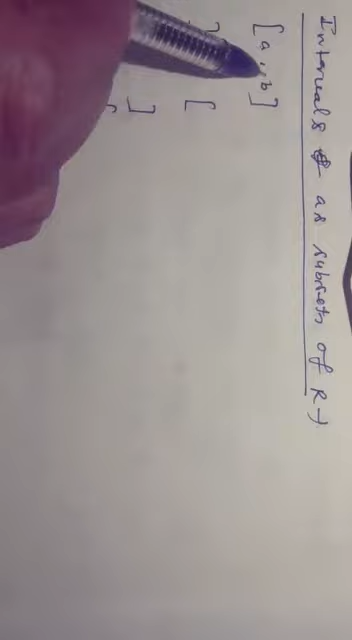 Intervals as subsets of R →
[a, b]
] [
]